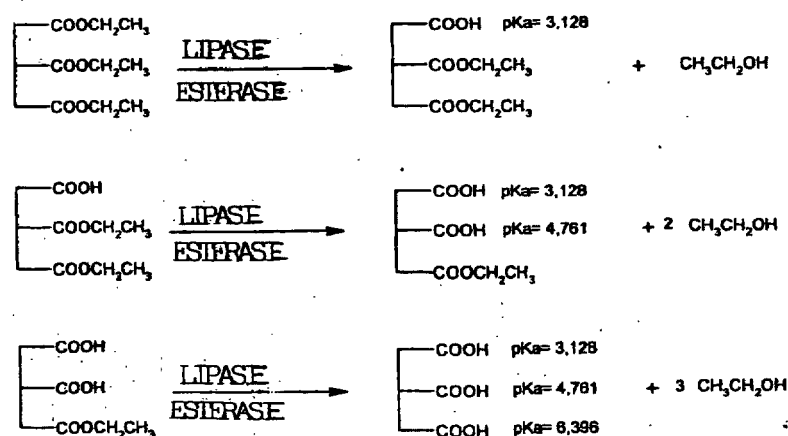 COOCH₂CH₃ LIPASE COOH pKa= 3,128
COOCH₂CH₃ COOCH₂CH₃ + CH₃CH₂OH
COOCH₂CH₃ ESTERASE COOCH₂CH₃
COOH LIPASE COOH pKa= 3,128
COOCH₂CH₃ COOH pKa= 4,761 + 2 CH₃CH₂OH
COOCH₂CH₃ ESTERASE COOCH₂CH₃
COOH LIPASE COOH pKa= 3,128
COOH COOH pKa= 4,761 + 3 CH₃CH₂OH
COOCH₂CH₃ ESTERASE COOH pKa= 6,396